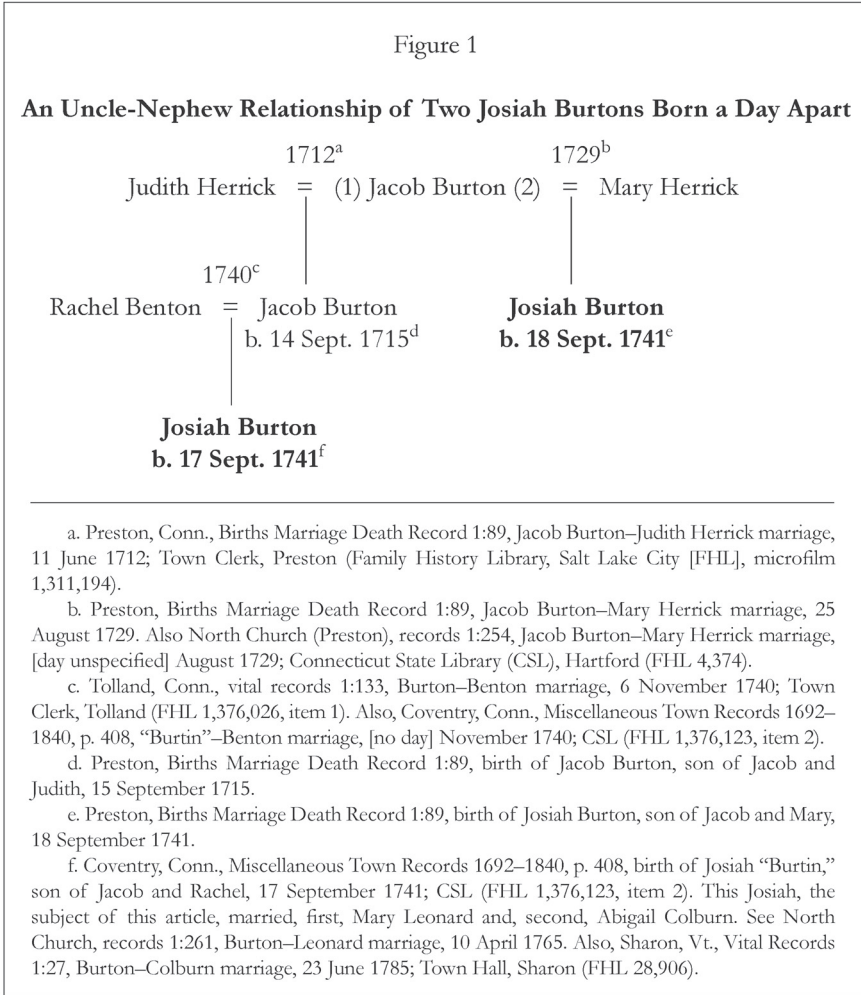 Figure 1
An Uncle-Nephew Relationship of Two Josiah Burtons Born a Day Apart
1712a 1729b
Judith Herrick = (1) Jacob Burton (2) = Mary Herrick
1740c
Rachel Benton = Jacob Burton Josiah Burton
b. 14 Sept. 1715d b. 18 Sept. 1741e
Josiah Burton
b. 17 Sept. 1741f
a. Preston, Conn., Births Marriage Death Record 1:89, Jacob Burton–Judith Herrick marriage,
11 June 1712; Town Clerk, Preston (Family History Library, Salt Lake City [FHL], microfilm
1,311,194).
b. Preston, Births Marriage Death Record 1:89, Jacob Burton–Mary Herrick marriage, 25
August 1729. Also North Church (Preston), records 1:254, Jacob Burton–Mary Herrick marriage,
[day unspecified] August 1729; Connecticut State Library (CSL), Hartford (FHL 4,374).
c. Tolland, Conn., vital records 1:133, Burton–Benton marriage, 6 November 1740; Town
Clerk, Tolland (FHL 1,376,026, item 1). Also, Coventry, Conn., Miscellaneous Town Records 1692–
1840, p. 408, “Burtin”–Benton marriage, [no day] November 1740; CSL (FHL 1,376,123, item 2).
d. Preston, Births Marriage Death Record 1:89, birth of Jacob Burton, son of Jacob and
Judith, 15 September 1715.
e. Preston, Births Marriage Death Record 1:89, birth of Josiah Burton, son of Jacob and Mary,
18 September 1741.
f. Coventry, Conn., Miscellaneous Town Records 1692–1840, p. 408, birth of Josiah “Burtin,”
son of Jacob and Rachel, 17 September 1741; CSL (FHL 1,376,123, item 2). This Josiah, the
subject of this article, married, first, Mary Leonard and, second, Abigail Colburn. See North
Church, records 1:261, Burton–Leonard marriage, 10 April 1765. Also, Sharon, Vt., Vital Records
1:27, Burton–Colburn marriage, 23 June 1785; Town Hall, Sharon (FHL 28,906).